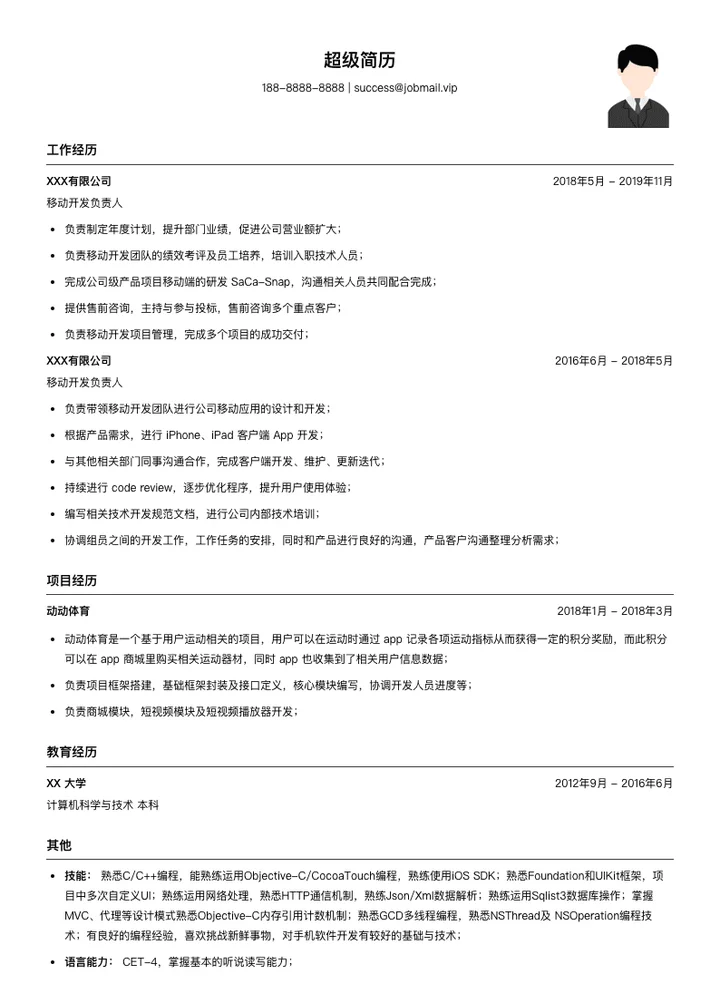 超级简历
188-8888-8888 | success@jobmail.vip
工作经历
XXX有限公司 2018年5月 - 2019年11月
移动开发负责人
• 负责制定年度计划，提升部门业绩，促进公司营业额扩大；
• 负责移动开发团队的绩效考评及员工培养，培训入职技术人员；
• 完成公司级产品项目移动端的研发 SaCa-Snap，沟通相关人员共同配合完成；
• 提供售前咨询，主持与参与投标，售前咨询多个重点客户；
• 负责移动开发项目管理，完成多个项目的成功交付；
XXX有限公司 2016年6月 - 2018年5月
移动开发负责人
• 负责带领移动开发团队进行公司移动应用的设计和开发；
• 根据产品需求，进行 iPhone、iPad 客户端 App 开发；
• 与其他相关部门同事沟通合作，完成客户端开发、维护、更新迭代；
• 持续进行 code review，逐步优化程序，提升用户使用体验；
• 编写相关技术开发规范文档，进行公司内部技术培训；
• 协调组员之间的开发工作，工作任务的安排，同时和产品进行良好的沟通，产品客户沟通整理分析需求；
项目经历
动动体育 2018年1月 - 2018年3月
• 动动体育是一个基于用户运动相关的项目，用户可以在运动时通过 app 记录各项运动指标从而获得一定的积分奖励，而此积分
可以在 app 商城里购买相关运动器材，同时 app 也收集到了相关用户信息数据；
• 负责项目框架搭建，基础框架封装及接口定义，核心模块编写，协调开发人员进度等；
• 负责商城模块，短视频模块及短视频播放器开发；
教育经历
XX 大学 2012年9月 - 2016年6月
计算机科学与技术 本科
其他
• 技能： 熟悉C/C++编程，能熟练运用Objective-C/CocoaTouch编程，熟练使用iOS SDK；熟悉Foundation和UIKit框架，项
目中多次自定义UI；熟练运用网络处理，熟悉HTTP通信机制，熟练Json/Xml数据解析；熟练运用Sqlist3数据库操作；掌握
MVC、代理等设计模式熟悉Objective-C内存引用计数机制；熟悉GCD多线程编程，熟悉NSThread及 NSOperation编程技
术；有良好的编程经验，喜欢挑战新鲜事物，对手机软件开发有较好的基础与技术；
• 语言能力： CET-4，掌握基本的听说读写能力；